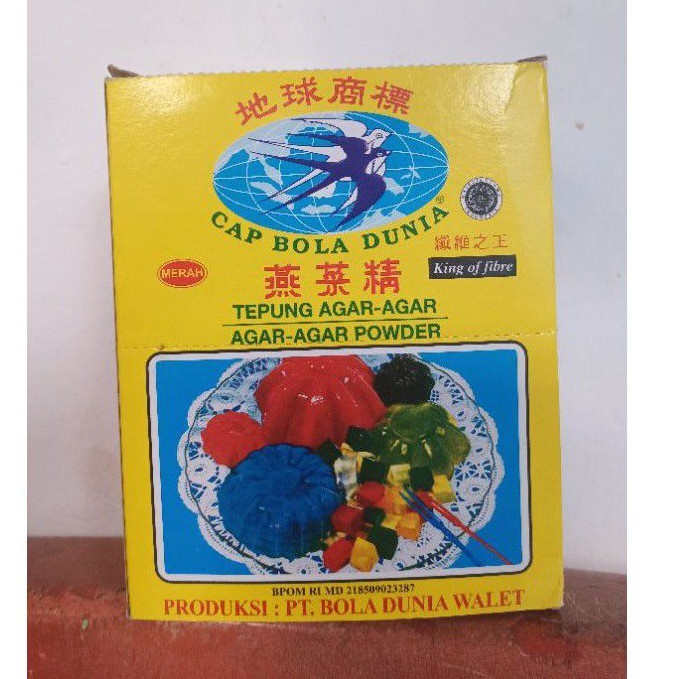 地球商標
CAP BOLA DUNIA®
纖維之王
King of fibre
MERAH
燕菜精
TEPUNG AGAR-AGAR
AGAR-AGAR POWDER
BPOM RI MD 218509023287
PRODUKSI : PT. BOLA DUNIA WALET